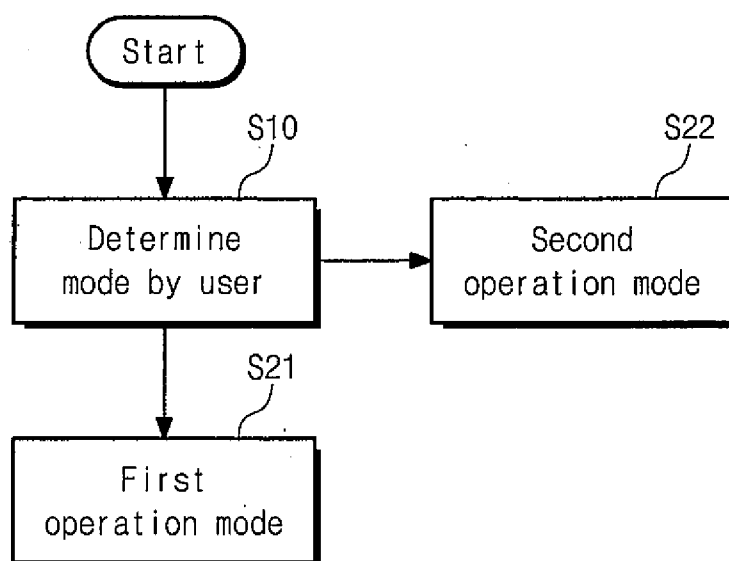 Start
S10
S22
Determine
mode by user
Second
operation mode
S21
First
operation mode